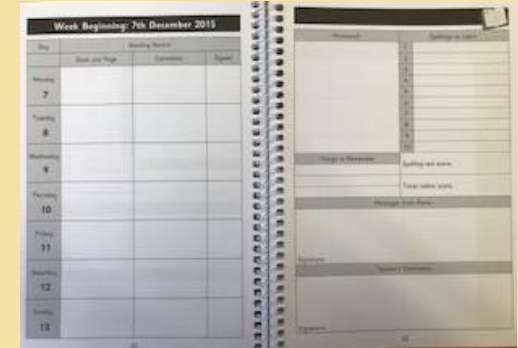 Week Beginning: 7th December 2015
Day
Reading Record
Book and Page
Comments
Signed
Monday
7
Tuesday
8
Wednesday
9
Thursday
10
Friday
11
Saturday
12
Sunday
13
Homework
Spellings to Learn
1
2
3
4
5
6
7
8
9
10
Things to Remember
Spelling test score:
Times tables score:
Messages from Home
Signature
Teacher's Comments
Signature